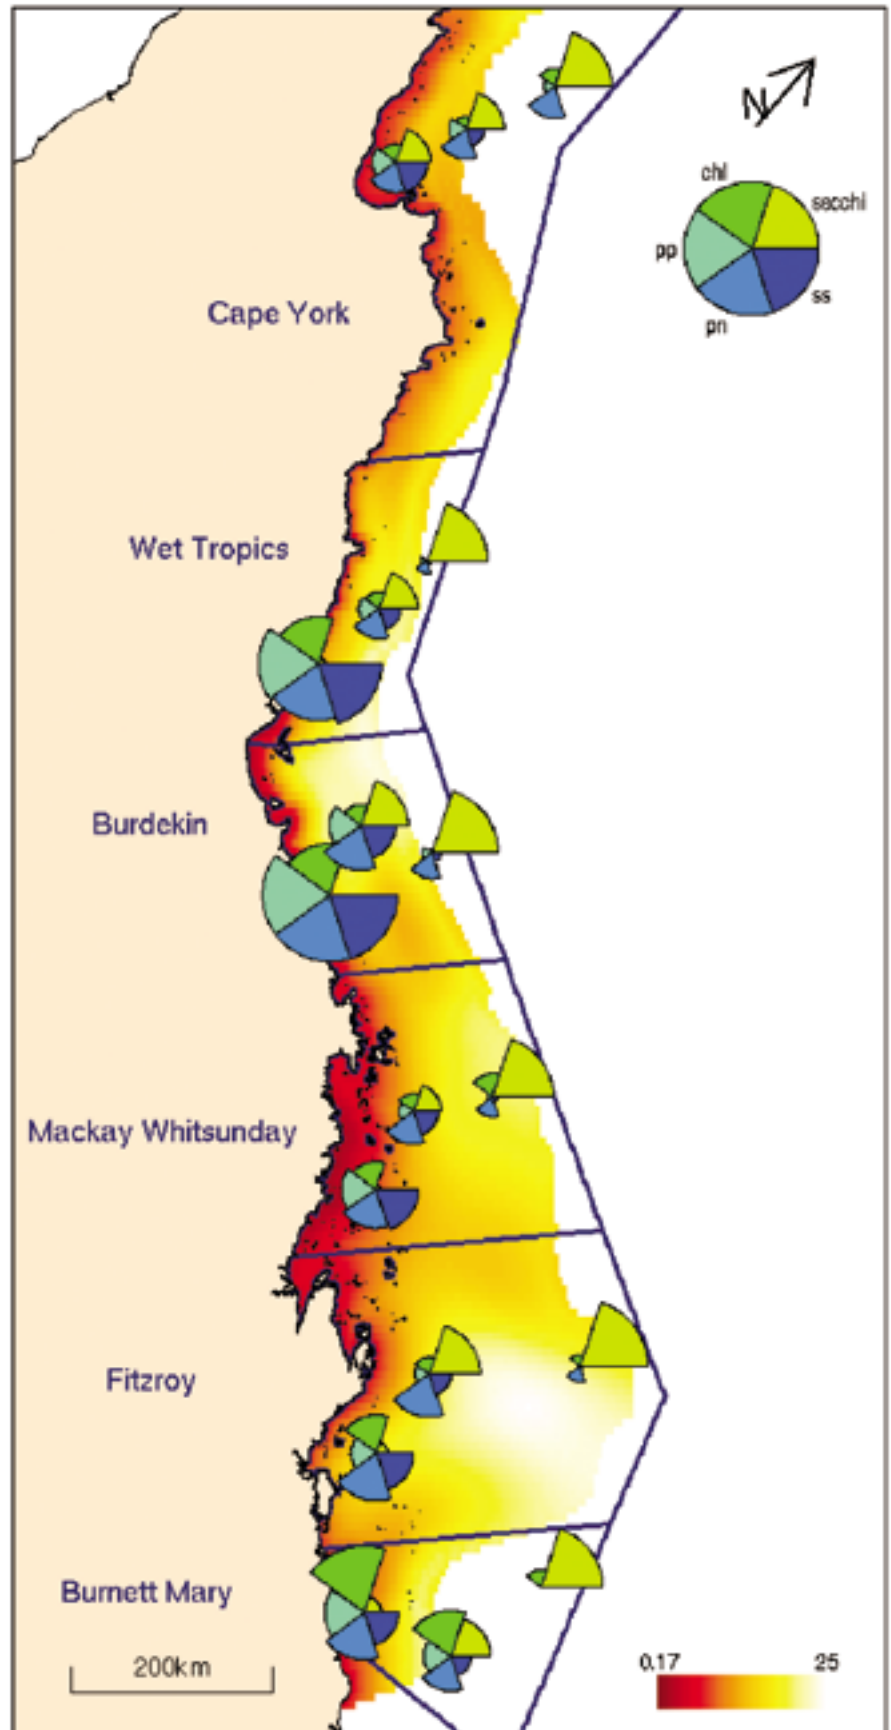 N
chl
secchi
pp
ss
pn
Cape York
Wet Tropics
Burdekin
Mackay Whitsunday
Fitzroy
Burnett Mary
200km
0.17
25